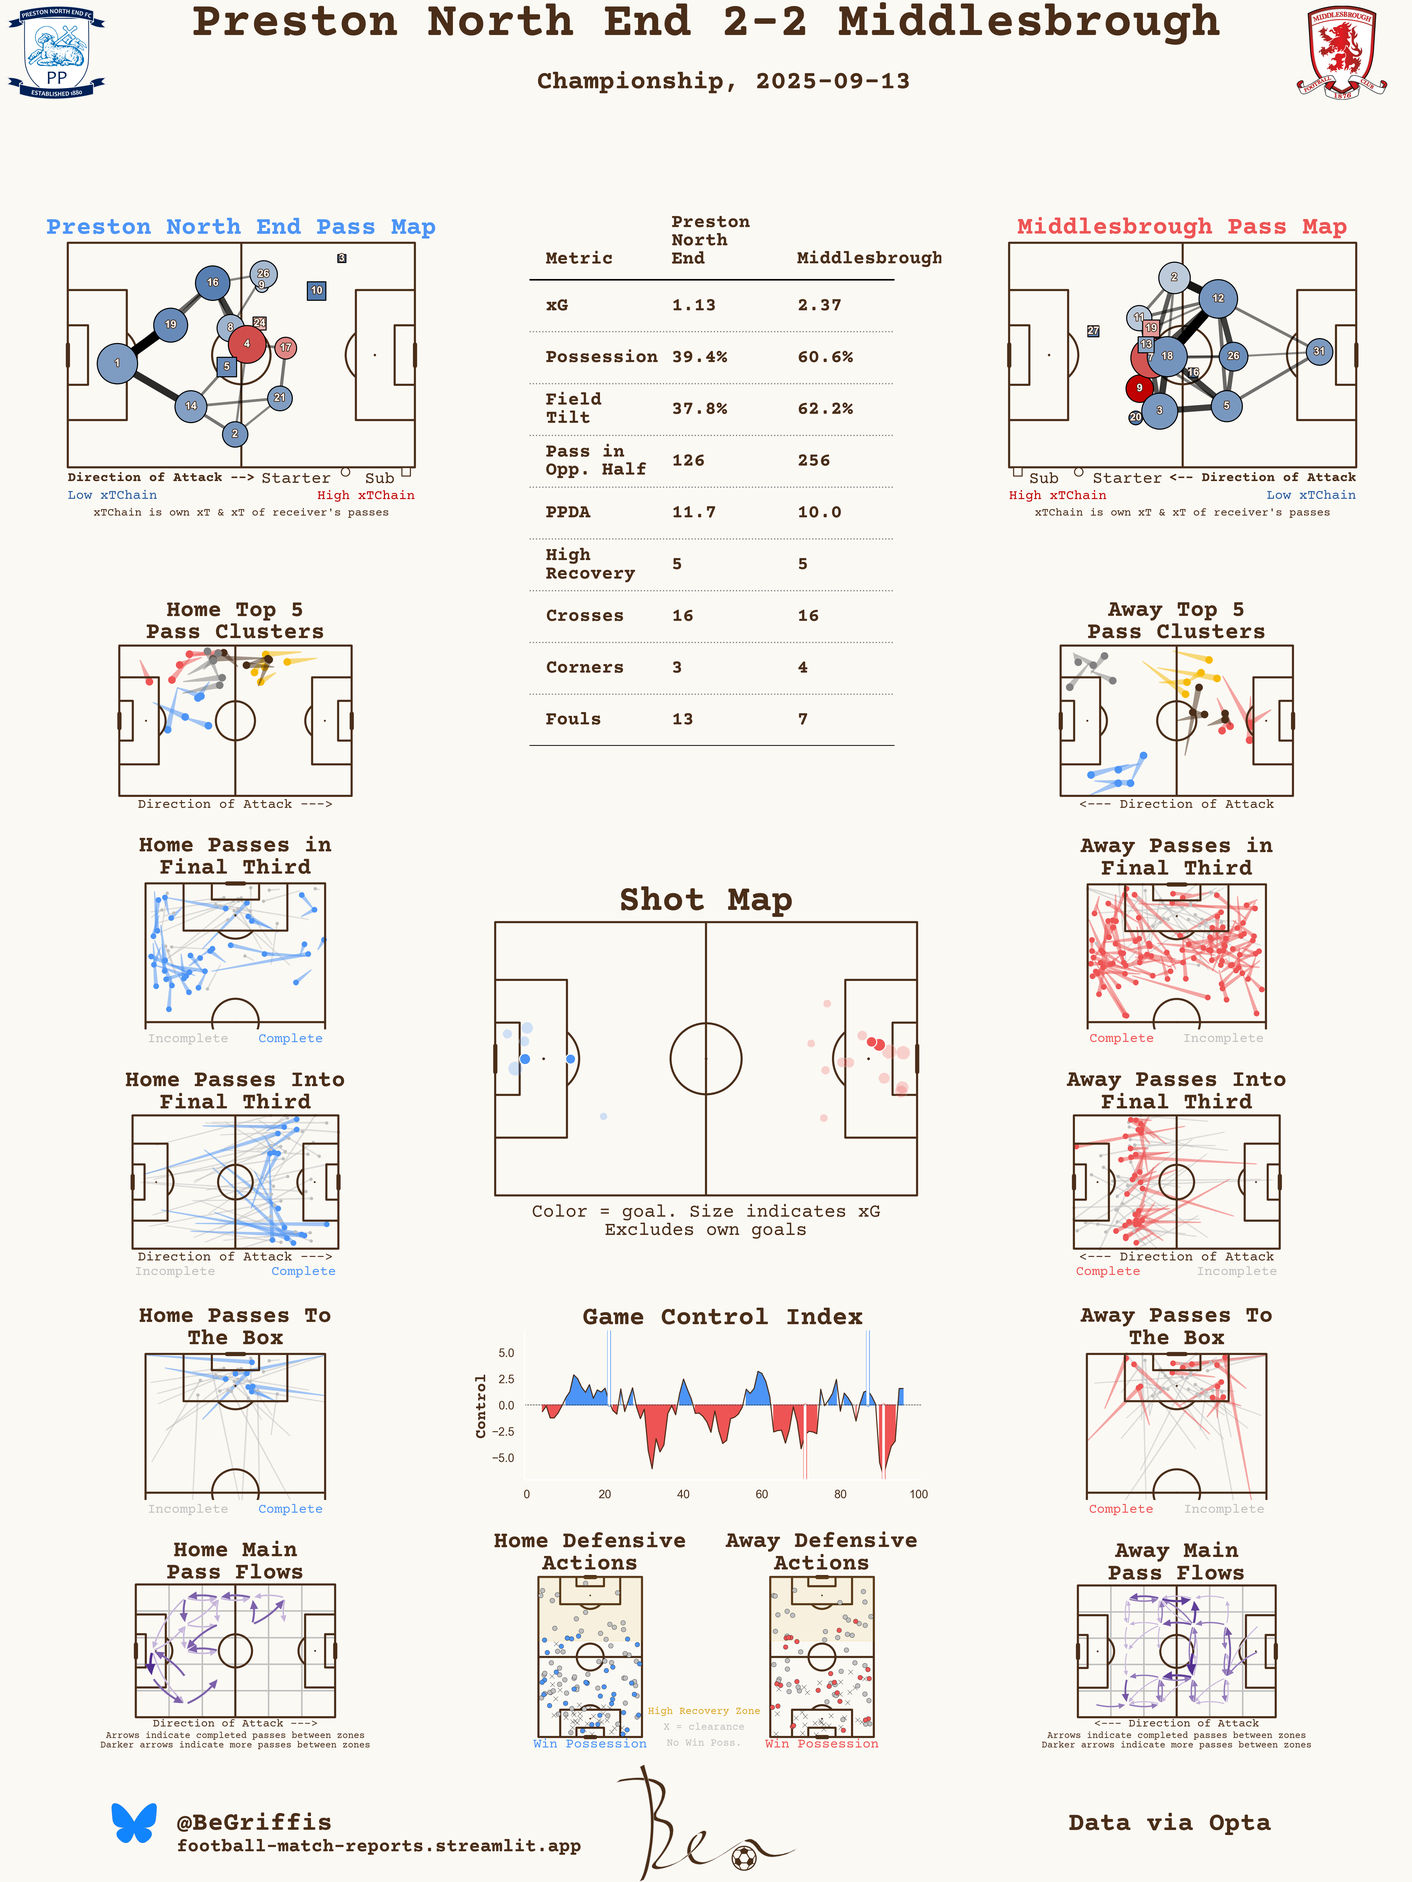 Preston North End 2-2 Middlesbrough
Championship, 2025-09-13
PRESTON NORTH END FC
PP
ESTABLISHED 1880
MIDDLESBROUGH
FOOTBALL CLUB
1876
Preston North End Pass Map
1
19
16
14
2
21
26
9
8
24
4
17
5
10
3
Direction of Attack --> Starter Sub
Low xTChain High xTChain
xTChain is own xT & xT of receiver's passes
Metric Preston North End Middlesbrough
xG 1.13 2.37
Possession 39.4% 60.6%
Field Tilt 37.8% 62.2%
Pass in Opp. Half 126 256
PPDA 11.7 10.0
High Recovery 5 5
Crosses 16 16
Corners 3 4
Fouls 13 7
Middlesbrough Pass Map
2
12
11
19
27
13
7
18
26
31
16
9
20
3
5
Sub Starter <-- Direction of Attack
High xTChain Low xTChain
xTChain is own xT & xT of receiver's passes
Home Top 5
Pass Clusters
Direction of Attack --->
Away Top 5
Pass Clusters
<--- Direction of Attack
Home Passes in
Final Third
Incomplete Complete
Away Passes in
Final Third
Complete Incomplete
Shot Map
Color = goal. Size indicates xG
Excludes own goals
Home Passes Into
Final Third
Direction of Attack --->
Incomplete Complete
Away Passes Into
Final Third
<--- Direction of Attack
Complete Incomplete
Home Passes To
The Box
Incomplete Complete
Game Control Index
Control
5.0
2.5
0.0
−2.5
−5.0
0 20 40 60 80 100
Away Passes To
The Box
Complete Incomplete
Home Main
Pass Flows
Direction of Attack --->
Arrows indicate completed passes between zones
Darker arrows indicate more passes between zones
Home Defensive
Actions
Win Possession
High Recovery Zone
X = clearance
No Win Poss.
Away Defensive
Actions
Win Possession
Away Main
Pass Flows
<--- Direction of Attack
Arrows indicate completed passes between zones
Darker arrows indicate more passes between zones
@BeGriffis
football-match-reports.streamlit.app
Ben
Data via Opta